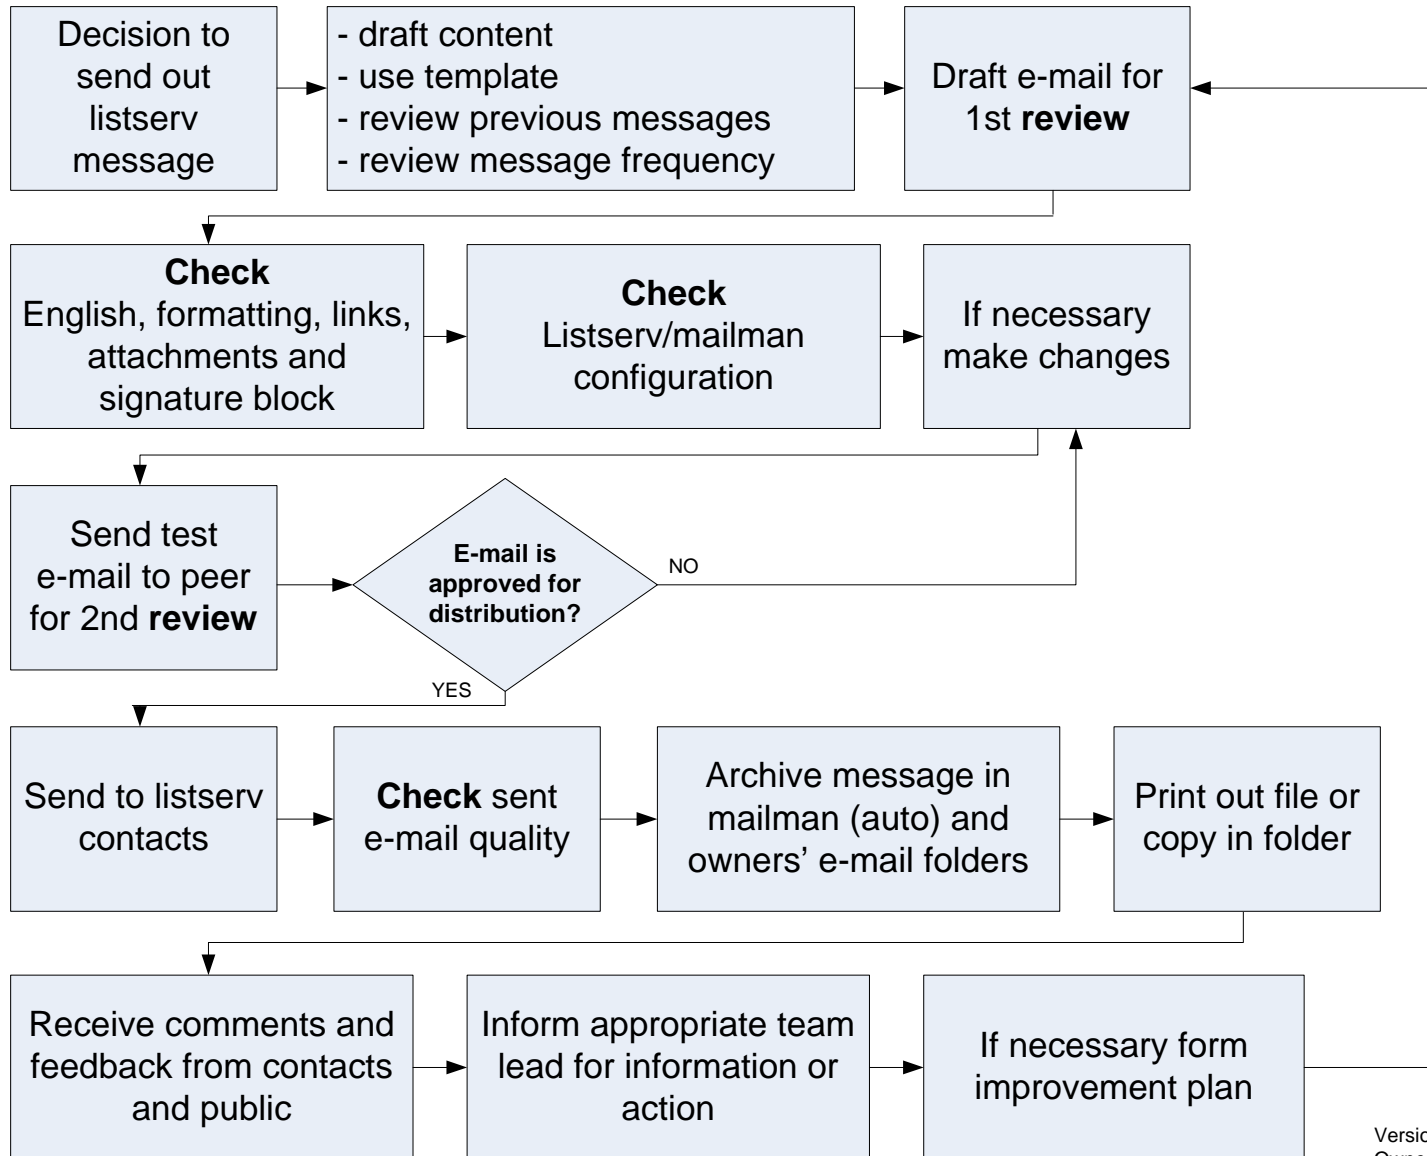 Decision to
send out
listserv
message
- draft content
- use template
- review previous messages
- review message frequency
Draft e-mail for
1st review
Check
English, formatting, links,
attachments and
signature block
Check
Listserv/mailman
configuration
If necessary
make changes
Send test
e-mail to peer
for 2nd review
E-mail is
approved for
distribution?
NO
YES
Send to listserv
contacts
Check sent
e-mail quality
Archive message in
mailman (auto) and
owners’ e-mail folders
Print out file or
copy in folder
Receive comments and
feedback from contacts
and public
Inform appropriate team
lead for information or
action
If necessary form
improvement plan